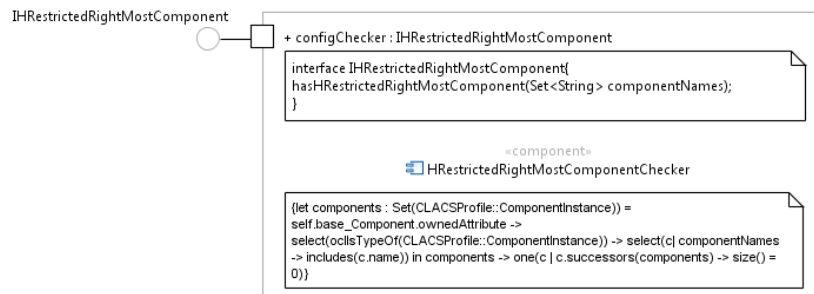 IHRestrictedRightMostComponent
+ configChecker : IHRestrictedRightMostComponent
interface IHRestrictedRightMostComponent{
hasHRestrictedRightMostComponent(Set<String> componentNames);
}
«component»
HRestrictedRightMostComponentChecker
{let components : Set(CLACSProfile::ComponentInstance)) =
self.base_Component.ownedAttribute ->
select(oclIsTypeOf(CLACSProfile::ComponentInstance)) -> select(c| componentNames
-> includes(c.name)) in components -> one(c | c.successors(components) -> size() =
0)}